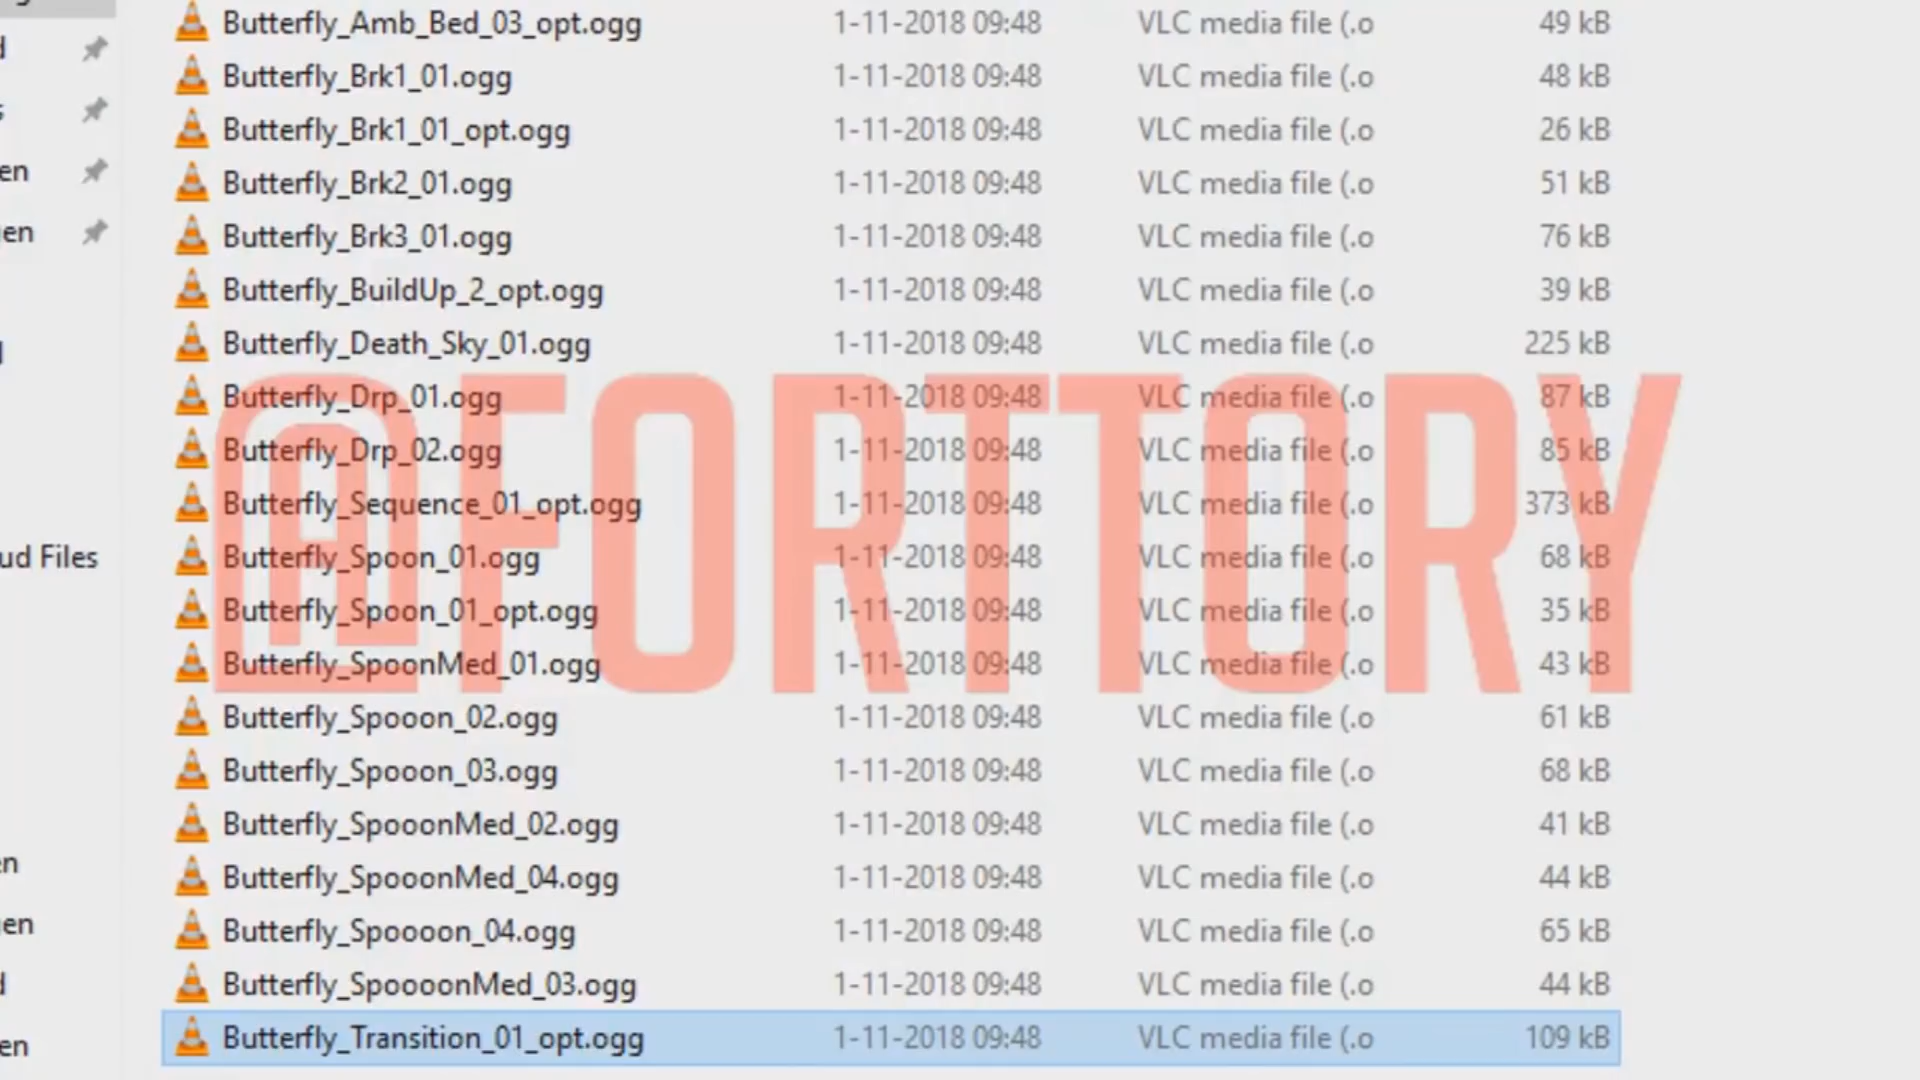 Butterfly_Amb_Bed_03_opt.ogg 1-11-2018 09:48 VLC media file (.o 49 kB
Butterfly_Brk1_01.ogg 1-11-2018 09:48 VLC media file (.o 48 kB
Butterfly_Brk1_01_opt.ogg 1-11-2018 09:48 VLC media file (.o 26 kB
en
Butterfly_Brk2_01.ogg 1-11-2018 09:48 VLC media file (.o 51 kB
Butterfly_Brk3_01.ogg 1-11-2018 09:48 VLC media file (.o 76 kB
Butterfly_BuildUp_2_opt.ogg 1-11-2018 09:48 VLC media file (.o 39 kB
Butterfly_Death_Sky_01.ogg 1-11-2018 09:48 VLC media file (.o 225 kB
Butterfly_Drp_01.ogg 1-11-2018 09:48 VLC media file (.o 87 kB
Butterfly_Drp_02.ogg 1-11-2018 09:48 VLC media file (.o 85 kB
Butterfly_Sequence_01_opt.ogg 1-11-2018 09:48 VLC media file (.o 373 kB
@FORTTORY
ud Files Butterfly_Spoon_01.ogg 1-11-2018 09:48 VLC media file (.o 68 kB
Butterfly_Spoon_01_opt.ogg 1-11-2018 09:48 VLC media file (.o 35 kB
Butterfly_SpoonMed_01.ogg 1-11-2018 09:48 VLC media file (.o 43 kB
Butterfly_Spooon_02.ogg 1-11-2018 09:48 VLC media file (.o 61 kB
Butterfly_Spooon_03.ogg 1-11-2018 09:48 VLC media file (.o 68 kB
Butterfly_SpooonMed_02.ogg 1-11-2018 09:48 VLC media file (.o 41 kB
en
Butterfly_SpooonMed_04.ogg 1-11-2018 09:48 VLC media file (.o 44 kB
gen Butterfly_Spoooon_04.ogg 1-11-2018 09:48 VLC media file (.o 65 kB
Butterfly_SpoooonMed_03.ogg 1-11-2018 09:48 VLC media file (.o 44 kB
en Butterfly_Transition_01_opt.ogg 1-11-2018 09:48 VLC media file (.o 109 kB